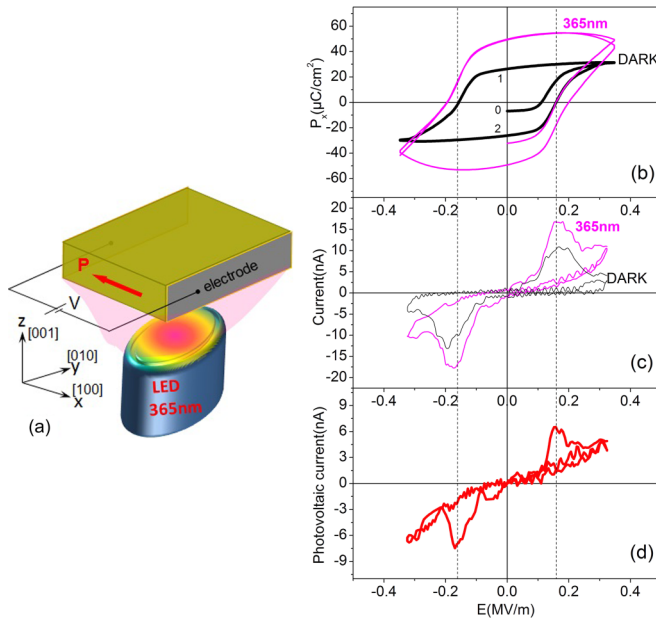 (a)
P
electrode
V
z
[001]
[010]
y
[100]
x
LED
365nm
60
40
20
0
-20
-40
-60
Pₓ(μC/cm²)
365nm
DARK
1
0
2
(b)
-0.4 -0.2 0.0 0.2 0.4
20
15
10
5
0
-5
-10
-15
-20
Current(nA)
365nm
DARK
(c)
-0.4 -0.2 0.0 0.2 0.4
9
6
3
0
-3
-6
-9
Photovoltaic current(nA)
(d)
-0.4 -0.2 0.0 0.2 0.4
E(MV/m)